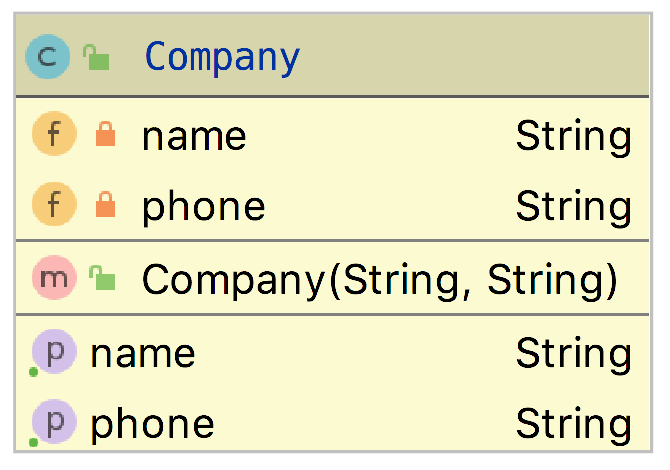 c Company
f name String
f phone String
m Company(String, String)
p name String
p phone String